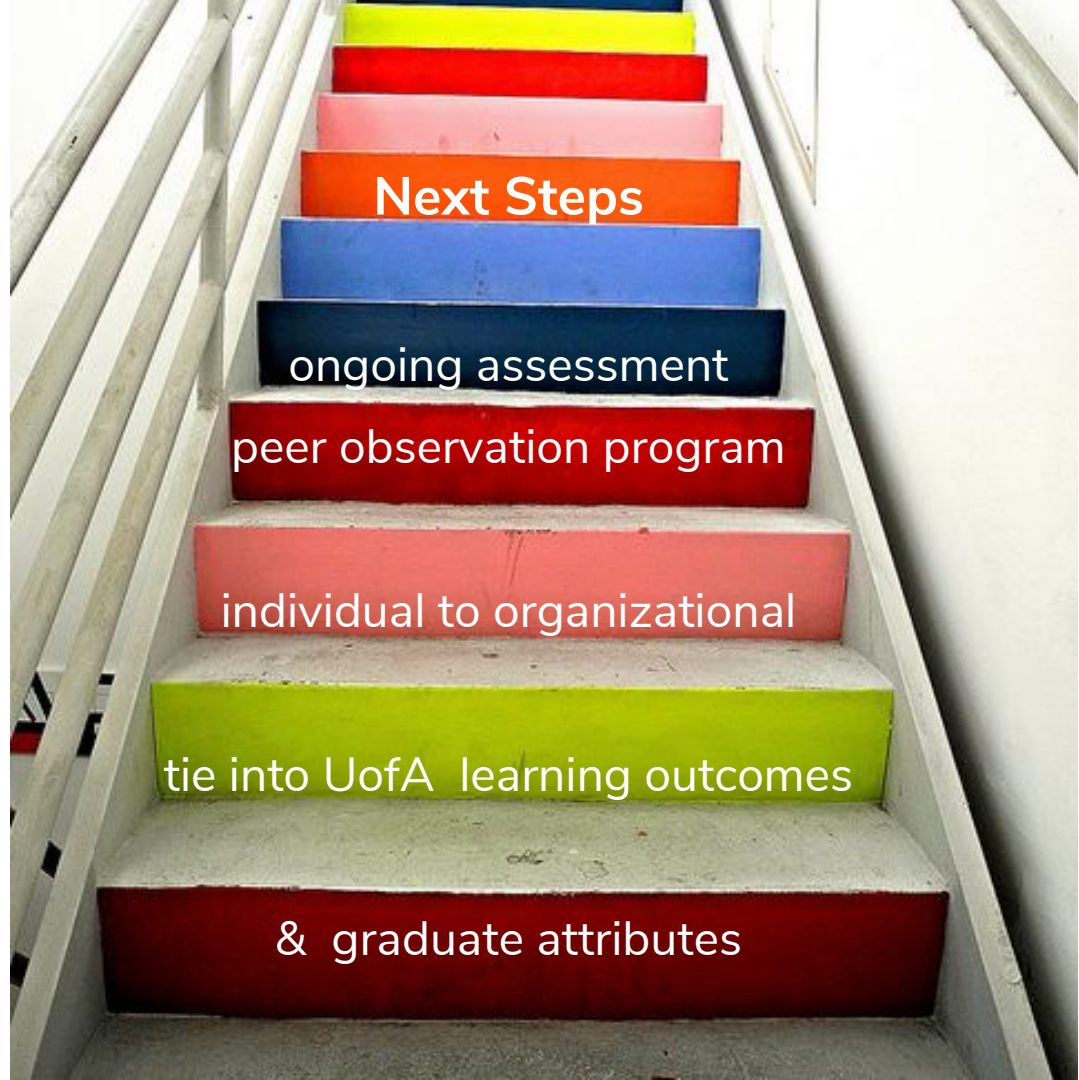 Next Steps
ongoing assessment
peer observation program
individual to organizational
tie into UofA  learning outcomes
&  graduate attributes